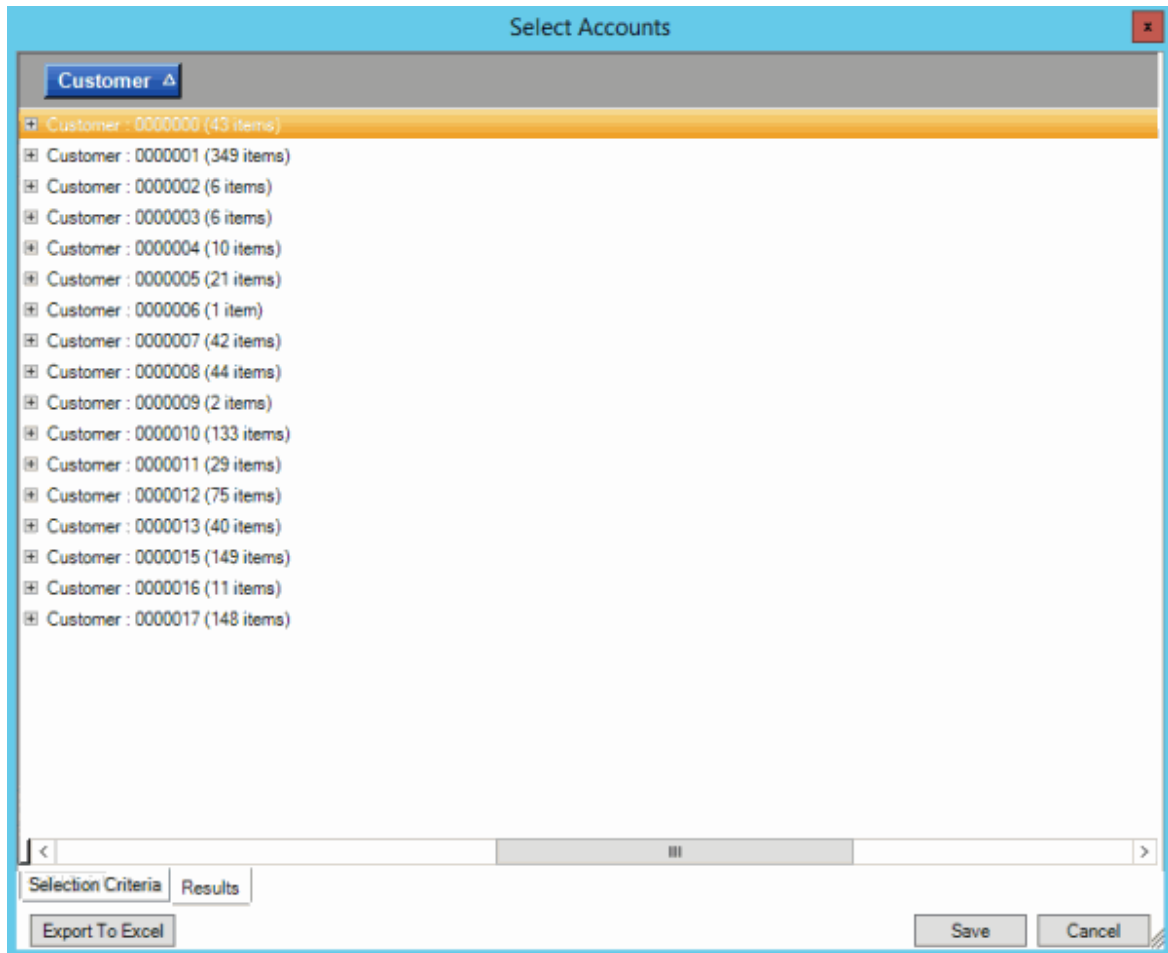 Select Accounts
x
Customer
Customer : 0000000 (43 items)
Customer : 0000001 (349 items)
Customer : 0000002 (6 items)
Customer : 0000003 (6 items)
Customer : 0000004 (10 items)
Customer : 0000005 (21 items)
Customer : 0000006 (1 item)
Customer : 0000007 (42 items)
Customer : 0000008 (44 items)
Customer : 0000009 (2 items)
Customer : 0000010 (133 items)
Customer : 0000011 (29 items)
Customer : 0000012 (75 items)
Customer : 0000013 (40 items)
Customer : 0000015 (149 items)
Customer : 0000016 (11 items)
Customer : 0000017 (148 items)
Selection Criteria Results
Export To Excel Save Cancel